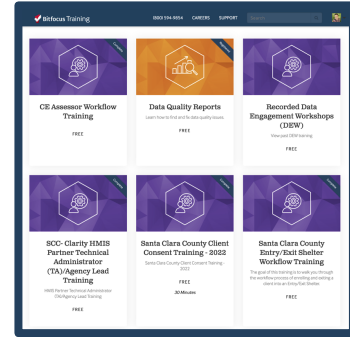 Bitfocus Training
(800) 594-9854 CAREERS SUPPORT Search
CE Assessor Workflow
Training
FREE
Data Quality Reports
Learn how to find and fix data quality issues.
FREE
Recorded Data
Engagement Workshops
(DEW)
View past DEW training
FREE
SCC- Clarity HMIS
Partner Technical
Administrator
(TA)/Agency Lead
Training
HMIS Partner Technical Administrator
(TA)/Agency Lead Training
FREE
Santa Clara County Client
Consent Training - 2022
Santa Clara County Client Consent Training -
2022
FREE
30 Minutes
Santa Clara County
Entry/Exit Shelter
Workflow Training
The goal of this training is to walk you through
the workflow process of enrolling and exiting a
client into an Entry/Exit Shelter.
FREE